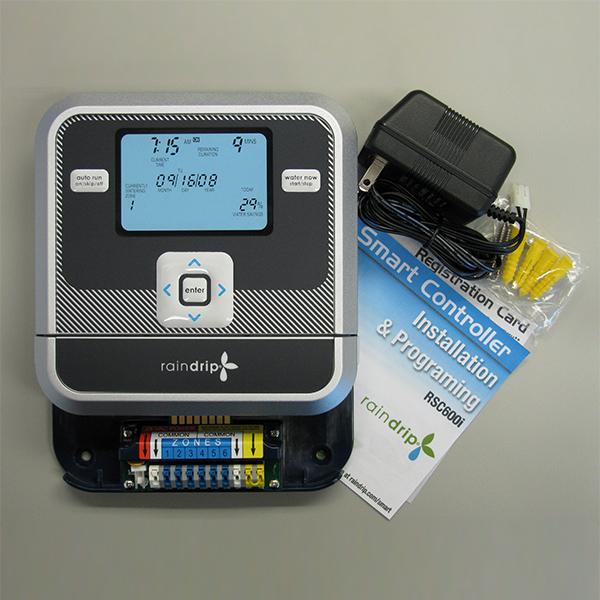 7:15 AM
CURRENT
TIME
REMAINING
DURATION
9 MINS
TU
09/16/08
MONTH DAY YEAR
CURRENTLY
WATERING
ZONE
1
TODAY
29%
WATER SAVINGS
auto run
on/skip/off
water now
start/stop
enter
raindrip
COMMON COMMON
ZONES
1 2 3 4 5 6
Registration Card
Smart Controller
Installation
& Programing
RSC600i
raindrip
at raindrip.com/smart